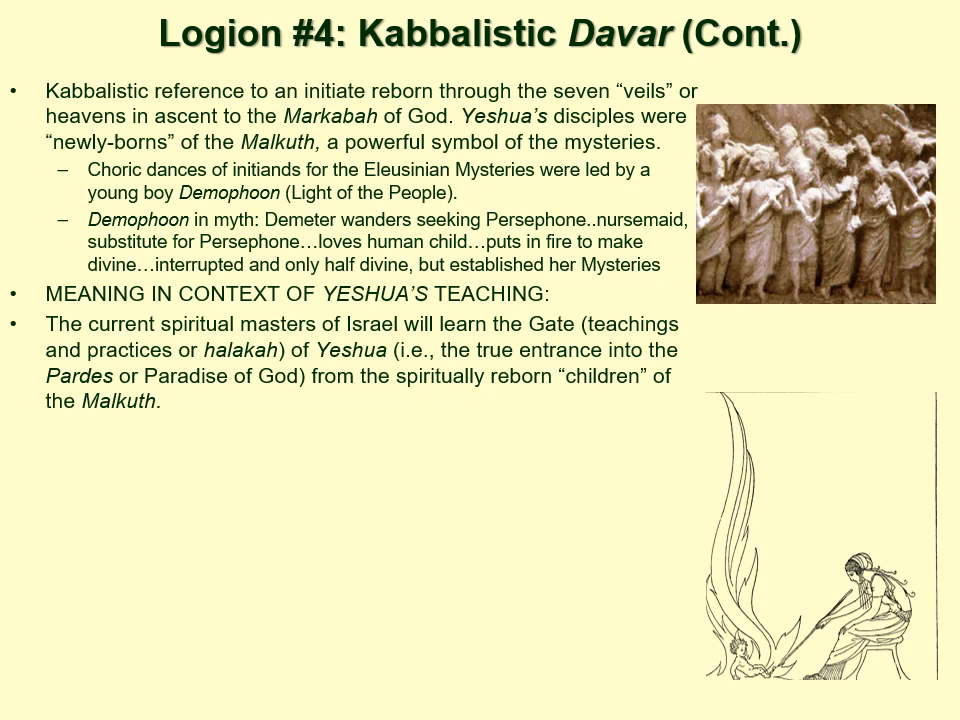 Logion #4: Kabbalistic Davar (Cont.)
• Kabbalistic reference to an initiate reborn through the seven “veils” or
heavens in ascent to the Markabah of God. Yeshua’s disciples were
“newly-borns” of the Malkuth, a powerful symbol of the mysteries.
– Choric dances of initiands for the Eleusinian Mysteries were led by a
young boy Demophoon (Light of the People).
– Demophoon in myth: Demeter wanders seeking Persephone..nursemaid,
substitute for Persephone…loves human child…puts in fire to make
divine…interrupted and only half divine, but established her Mysteries
• MEANING IN CONTEXT OF YESHUA’S TEACHING:
• The current spiritual masters of Israel will learn the Gate (teachings
and practices or halakah) of Yeshua (i.e., the true entrance into the
Pardes or Paradise of God) from the spiritually reborn “children” of
the Malkuth.